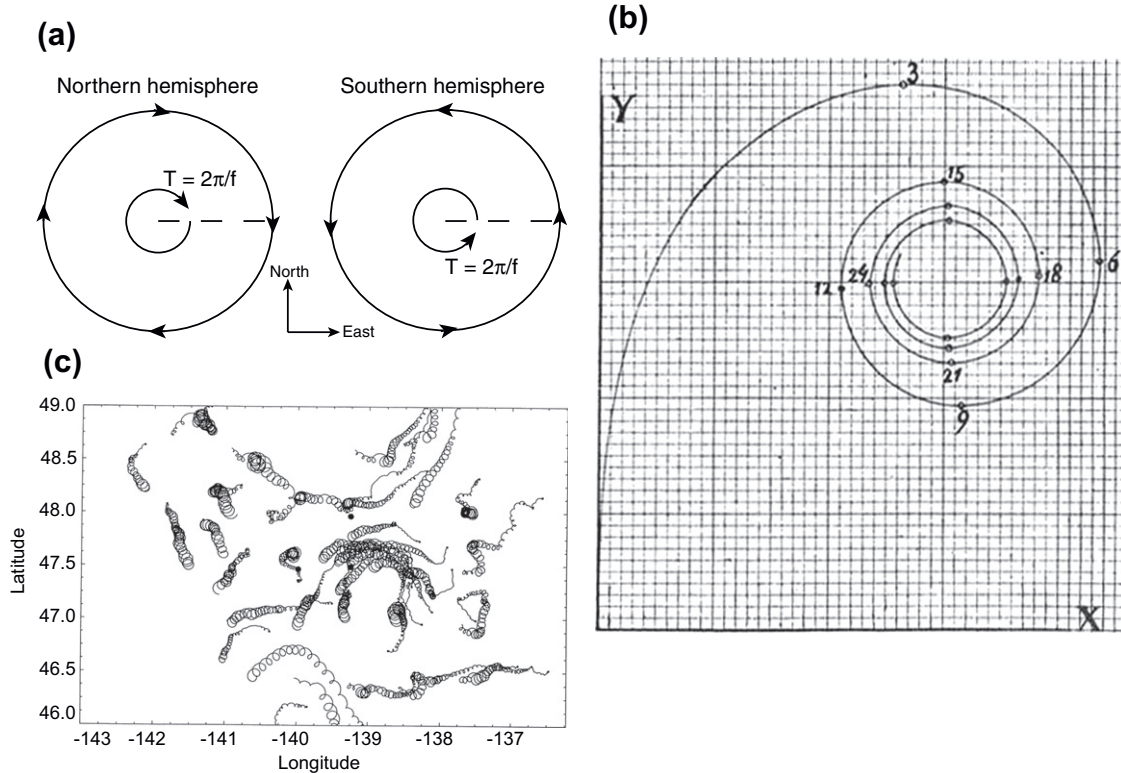 (a)
Northern hemisphere
Southern hemisphere
T = 2π/f
T = 2π/f
North
East
(b)
Y
3
15
6
12
24
18
21
9
X
(c)
49.0
48.5
48.0
47.5
47.0
46.5
46.0
Latitude
-143 -142 -141 -140 -139 -138 -137
Longitude